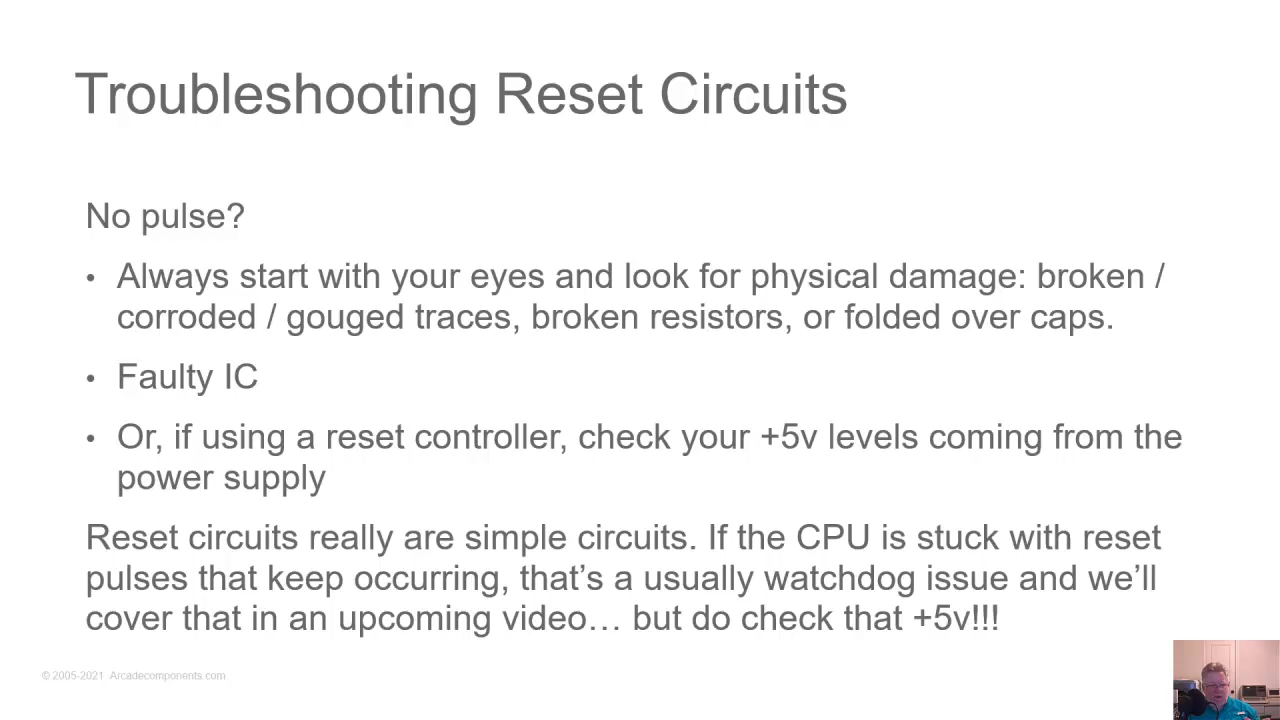 Troubleshooting Reset Circuits
No pulse?
• Always start with your eyes and look for physical damage: broken /
corroded / gouged traces, broken resistors, or folded over caps.
• Faulty IC
• Or, if using a reset controller, check your +5v levels coming from the
power supply
Reset circuits really are simple circuits. If the CPU is stuck with reset
pulses that keep occurring, that’s a usually watchdog issue and we’ll
cover that in an upcoming video… but do check that +5v!!!
© 2005-2021 Arcadecomponents.com